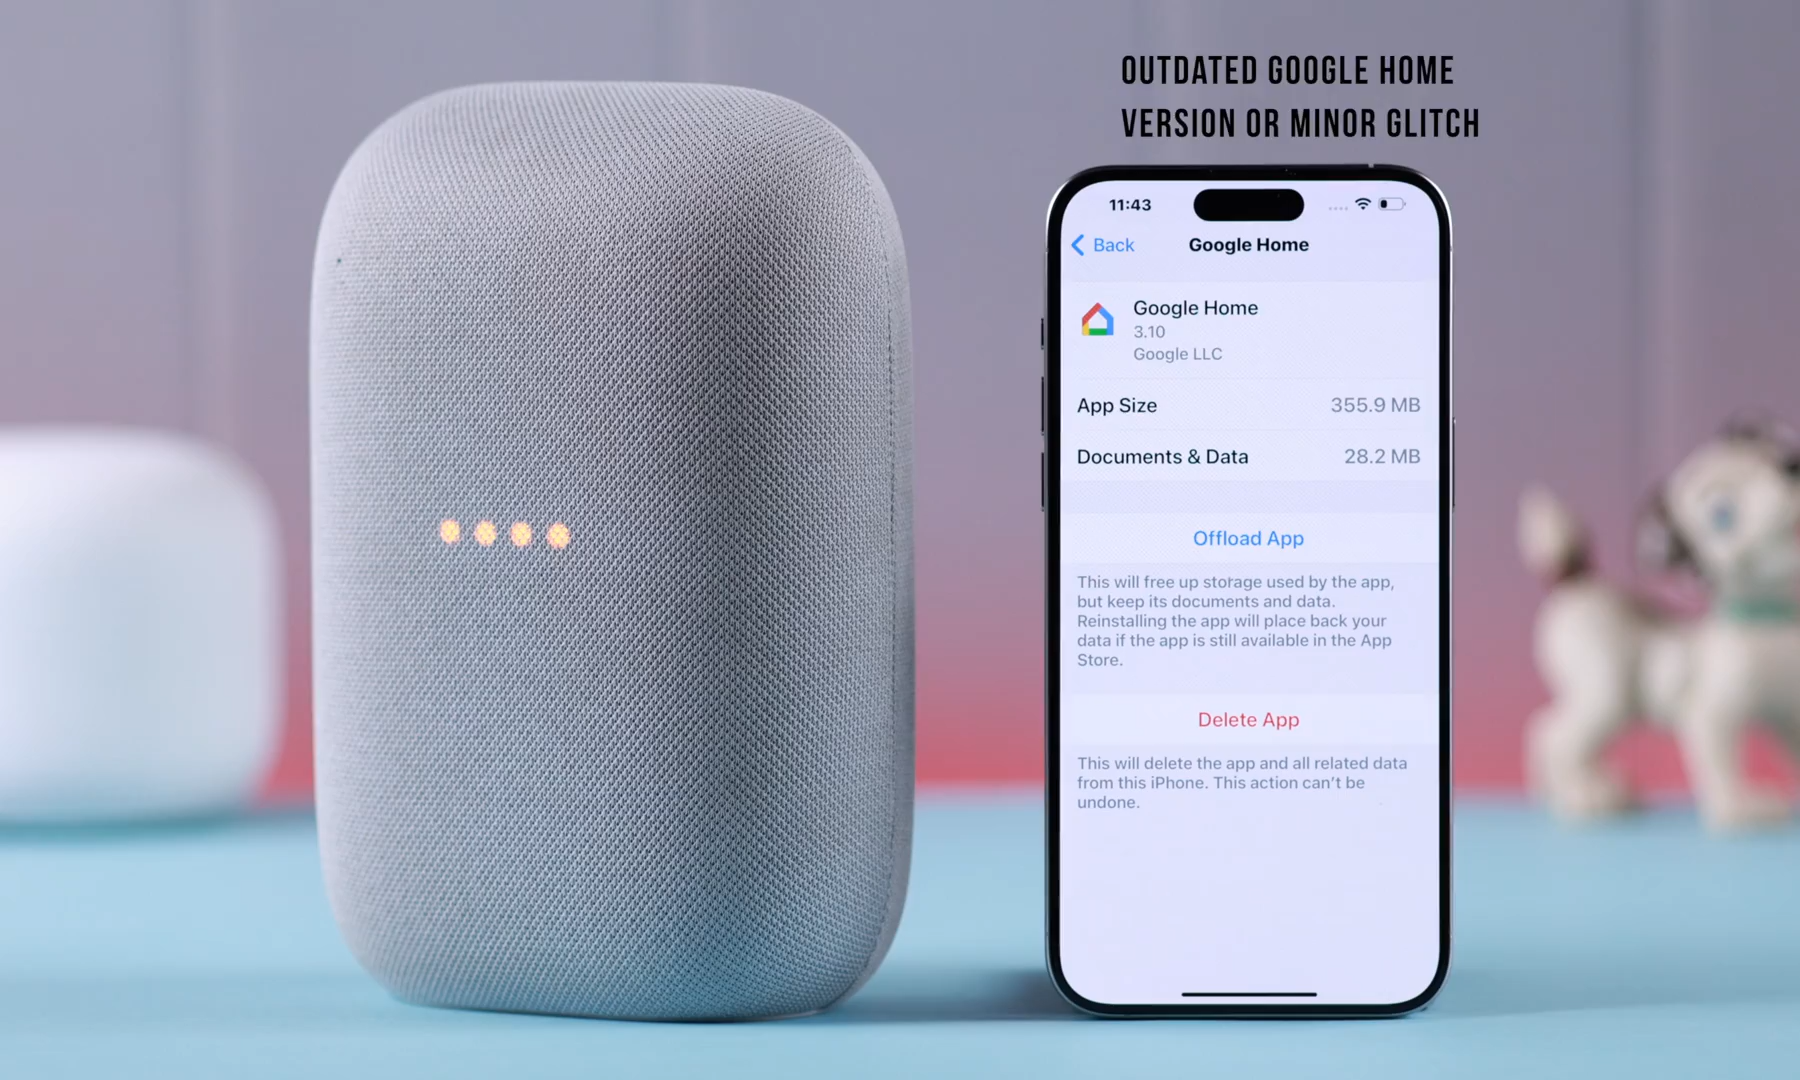 OUTDATED GOOGLE HOME
VERSION OR MINOR GLITCH
11:43
Back
Google Home
Google Home
3.10
Google LLC
App Size 355.9 MB
Documents & Data 28.2 MB
Offload App
This will free up storage used by the app,
but keep its documents and data.
Reinstalling the app will place back your
data if the app is still available in the App
Store.
Delete App
This will delete the app and all related data
from this iPhone. This action can't be
undone.